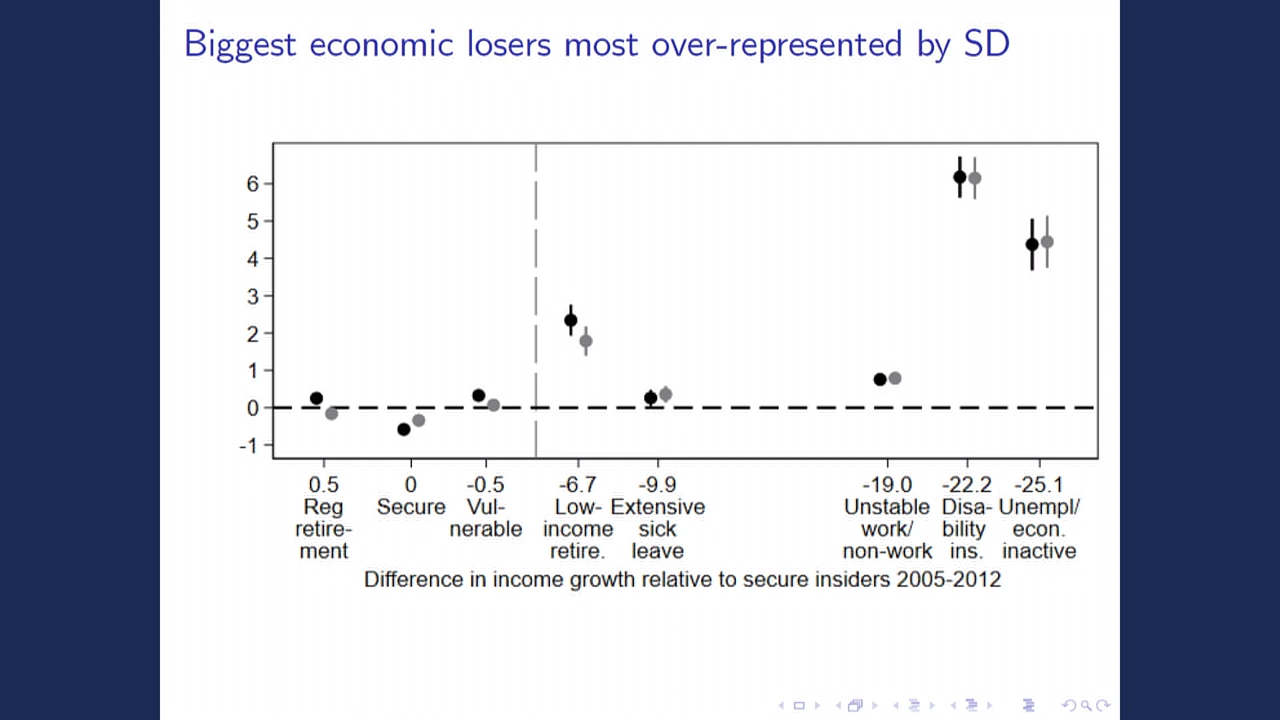 Biggest economic losers most over-represented by SD
6
5
4
3
2
1
0
-1
0.5 0 -0.5 -6.7 -9.9 -19.0 -22.2 -25.1
Reg Secure Vul- Low- Extensive Unstable Disa- Unempl/
retire- nerable income sick work/ bility econ.
ment retire. leave non-work ins. inactive
Difference in income growth relative to secure insiders 2005-2012